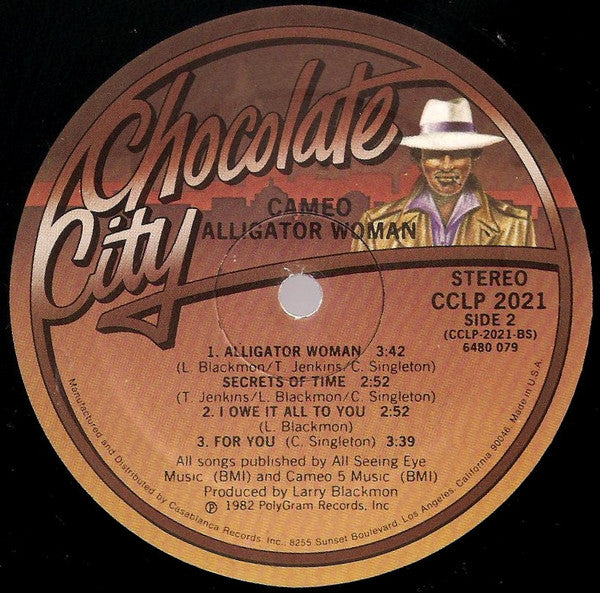 Chocolate
City
CAMEO
ALLIGATOR WOMAN
STEREO
CCLP 2021
SIDE 2
(CCLP-2021-BS)
6480 079
1. ALLIGATOR WOMAN 3:42
(L. Blackmon/T. Jenkins/C. Singleton)
SECRETS OF TIME 2:52
(T. Jenkins/L. Blackmon/C. Singleton)
2. I OWE IT ALL TO YOU 2:52
(L. Blackmon)
3. FOR YOU (C. Singleton) 3:39
All songs published by All Seeing Eye
Music (BMI) and Cameo 5 Music (BMI)
Produced by Larry Blackmon
℗ 1982 PolyGram Records, Inc
Manufactured and Distributed by Casablanca Records, Inc., 8255 Sunset Boulevard, Los Angeles, California 90046, Made in U.S.A.